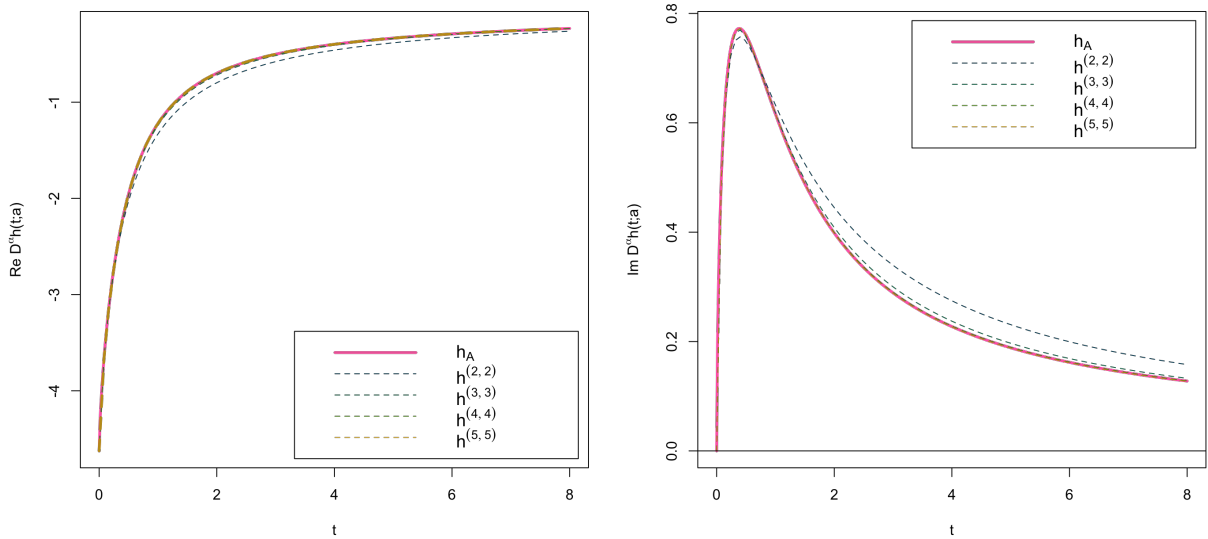 Re D^α h(t;a)
-1
-2
-3
-4
0 2 4 6 8
t
h_A
h^(2, 2)
h^(3, 3)
h^(4, 4)
h^(5, 5)
Im D^α h(t;a)
0.8
0.6
0.4
0.2
0.0
0 2 4 6 8
t
h_A
h^(2, 2)
h^(3, 3)
h^(4, 4)
h^(5, 5)